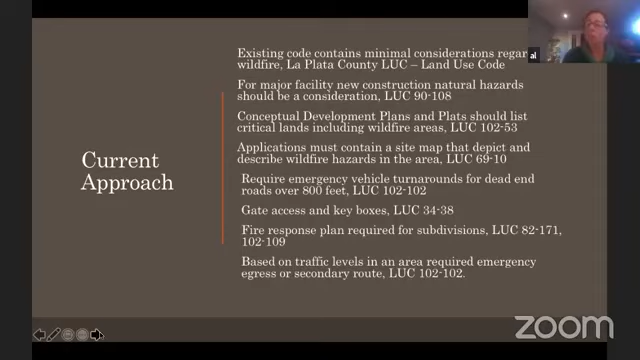 Current
Approach
Existing code contains minimal considerations regar
wildfire, La Plata County LUC – Land Use Code
For major facility new construction natural hazards
should be a consideration, LUC 90-108
Conceptual Development Plans and Plats should list
critical lands including wildfire areas, LUC 102-53
Applications must contain a site map that depict and
describe wildfire hazards in the area, LUC 69-10
Require emergency vehicle turnarounds for dead end
roads over 800 feet, LUC 102-102
Gate access and key boxes, LUC 34-38
Fire response plan required for subdivisions, LUC 82-171,
102-109
Based on traffic levels in an area required emergency
egress or secondary route, LUC 102-102.
al
zoom